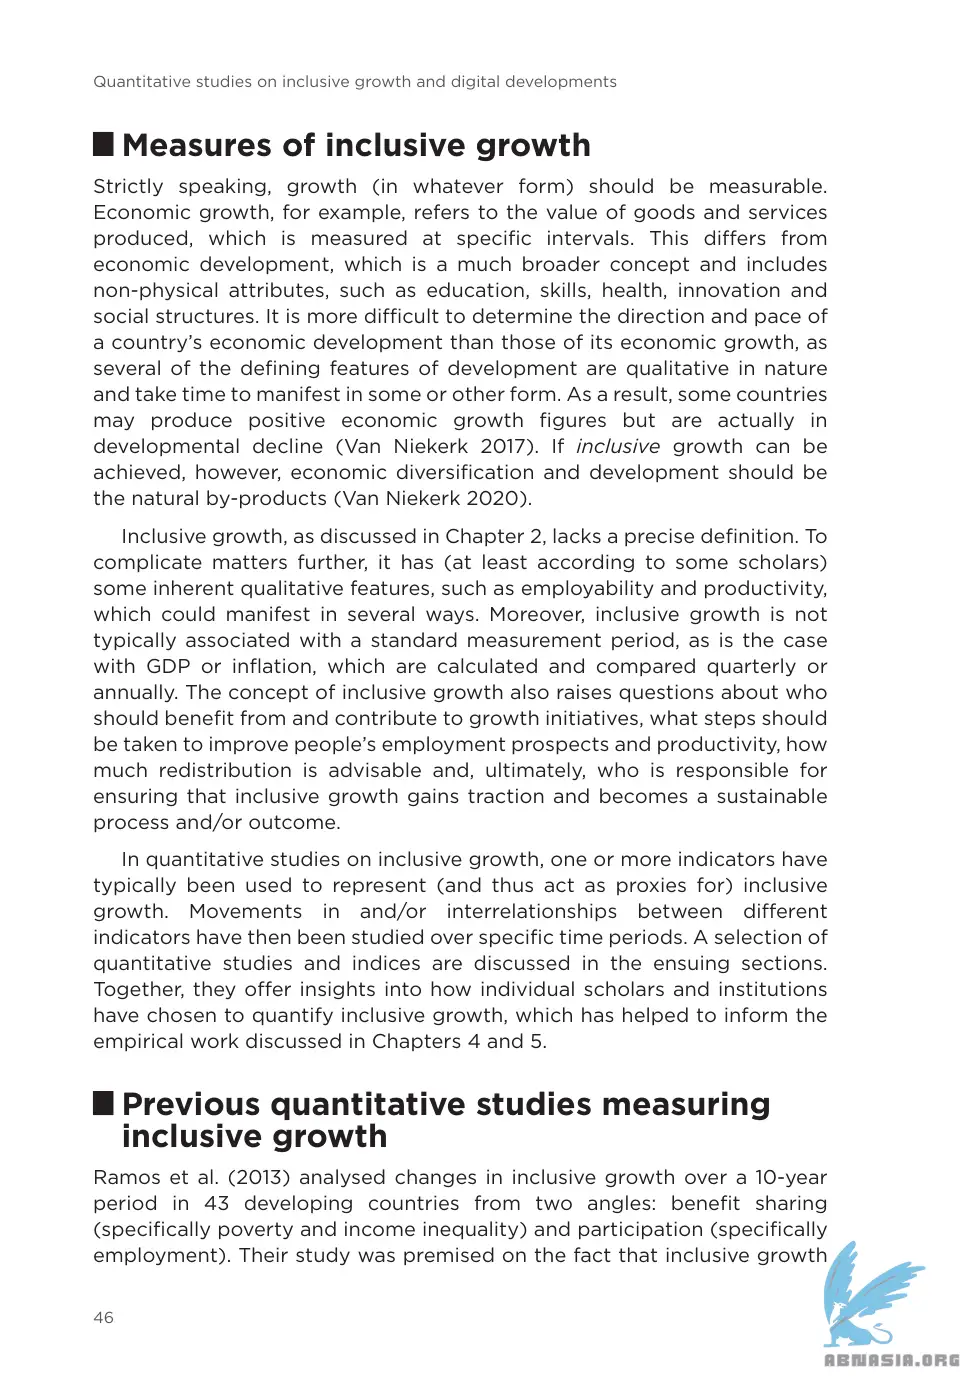 Quantitative studies on inclusive growth and digital developments
Measures of inclusive growth
Strictly speaking, growth (in whatever form) should be measurable.
Economic growth, for example, refers to the value of goods and services
produced, which is measured at specific intervals. This differs from
economic development, which is a much broader concept and includes
non-physical attributes, such as education, skills, health, innovation and
social structures. It is more difficult to determine the direction and pace of
a country’s economic development than those of its economic growth, as
several of the defining features of development are qualitative in nature
and take time to manifest in some or other form. As a result, some countries
may produce positive economic growth figures but are actually in
developmental decline (Van Niekerk 2017). If inclusive growth can be
achieved, however, economic diversification and development should be
the natural by-products (Van Niekerk 2020).
Inclusive growth, as discussed in Chapter 2, lacks a precise definition. To
complicate matters further, it has (at least according to some scholars)
some inherent qualitative features, such as employability and productivity,
which could manifest in several ways. Moreover, inclusive growth is not
typically associated with a standard measurement period, as is the case
with GDP or inflation, which are calculated and compared quarterly or
annually. The concept of inclusive growth also raises questions about who
should benefit from and contribute to growth initiatives, what steps should
be taken to improve people’s employment prospects and productivity, how
much redistribution is advisable and, ultimately, who is responsible for
ensuring that inclusive growth gains traction and becomes a sustainable
process and/or outcome.
In quantitative studies on inclusive growth, one or more indicators have
typically been used to represent (and thus act as proxies for) inclusive
growth. Movements in and/or interrelationships between different
indicators have then been studied over specific time periods. A selection of
quantitative studies and indices are discussed in the ensuing sections.
Together, they offer insights into how individual scholars and institutions
have chosen to quantify inclusive growth, which has helped to inform the
empirical work discussed in Chapters 4 and 5.
Previous quantitative studies measuring
inclusive growth
Ramos et al. (2013) analysed changes in inclusive growth over a 10-year
period in 43 developing countries from two angles: benefit sharing
(specifically poverty and income inequality) and participation (specifically
employment). Their study was premised on the fact that inclusive growth
46
ABNASIA.ORG